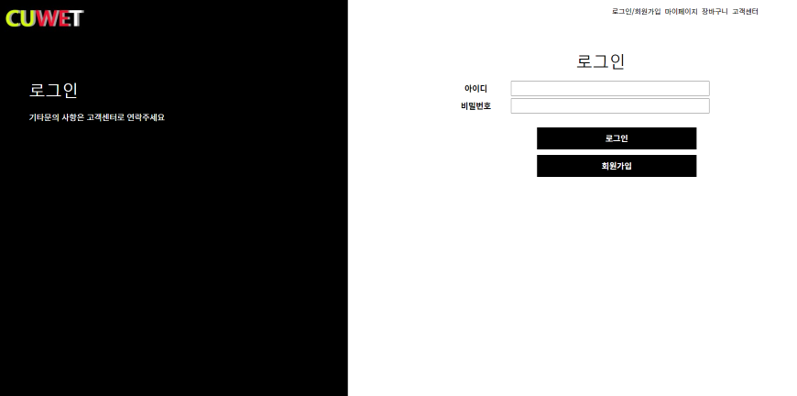 CUWET
로그인/회원가입 마이페이지 장바구니 고객센터
로그인
기타문의 사항은 고객센터로 연락주세요
로그인
아이디
비밀번호
로그인
회원가입